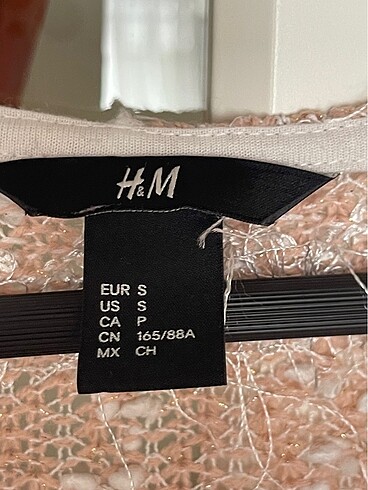 H&M
EUR S
US S
CA P
CN 165/88A
MX CH